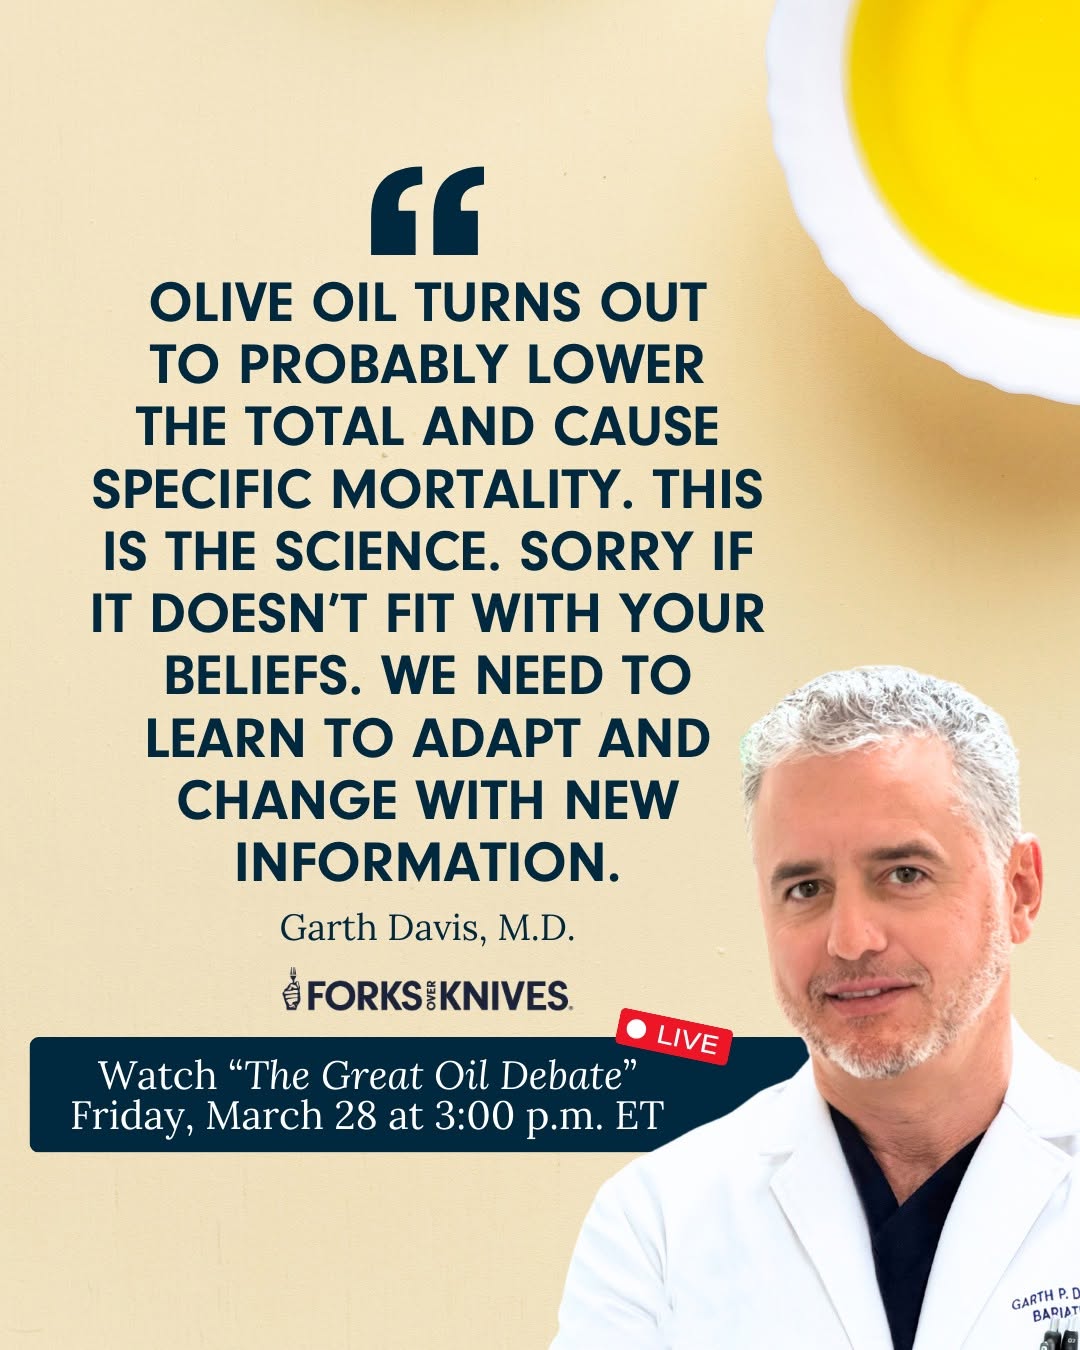 “
OLIVE OIL TURNS OUT
TO PROBABLY LOWER
THE TOTAL AND CAUSE
SPECIFIC MORTALITY. THIS
IS THE SCIENCE. SORRY IF
IT DOESN’T FIT WITH YOUR
BELIEFS. WE NEED TO
LEARN TO ADAPT AND
CHANGE WITH NEW
INFORMATION.
Garth Davis, M.D.
FORKS OVER KNIVES®
LIVE
Watch “The Great Oil Debate”
Friday, March 28 at 3:00 p.m. ET
GARTH P. D
BARIAT